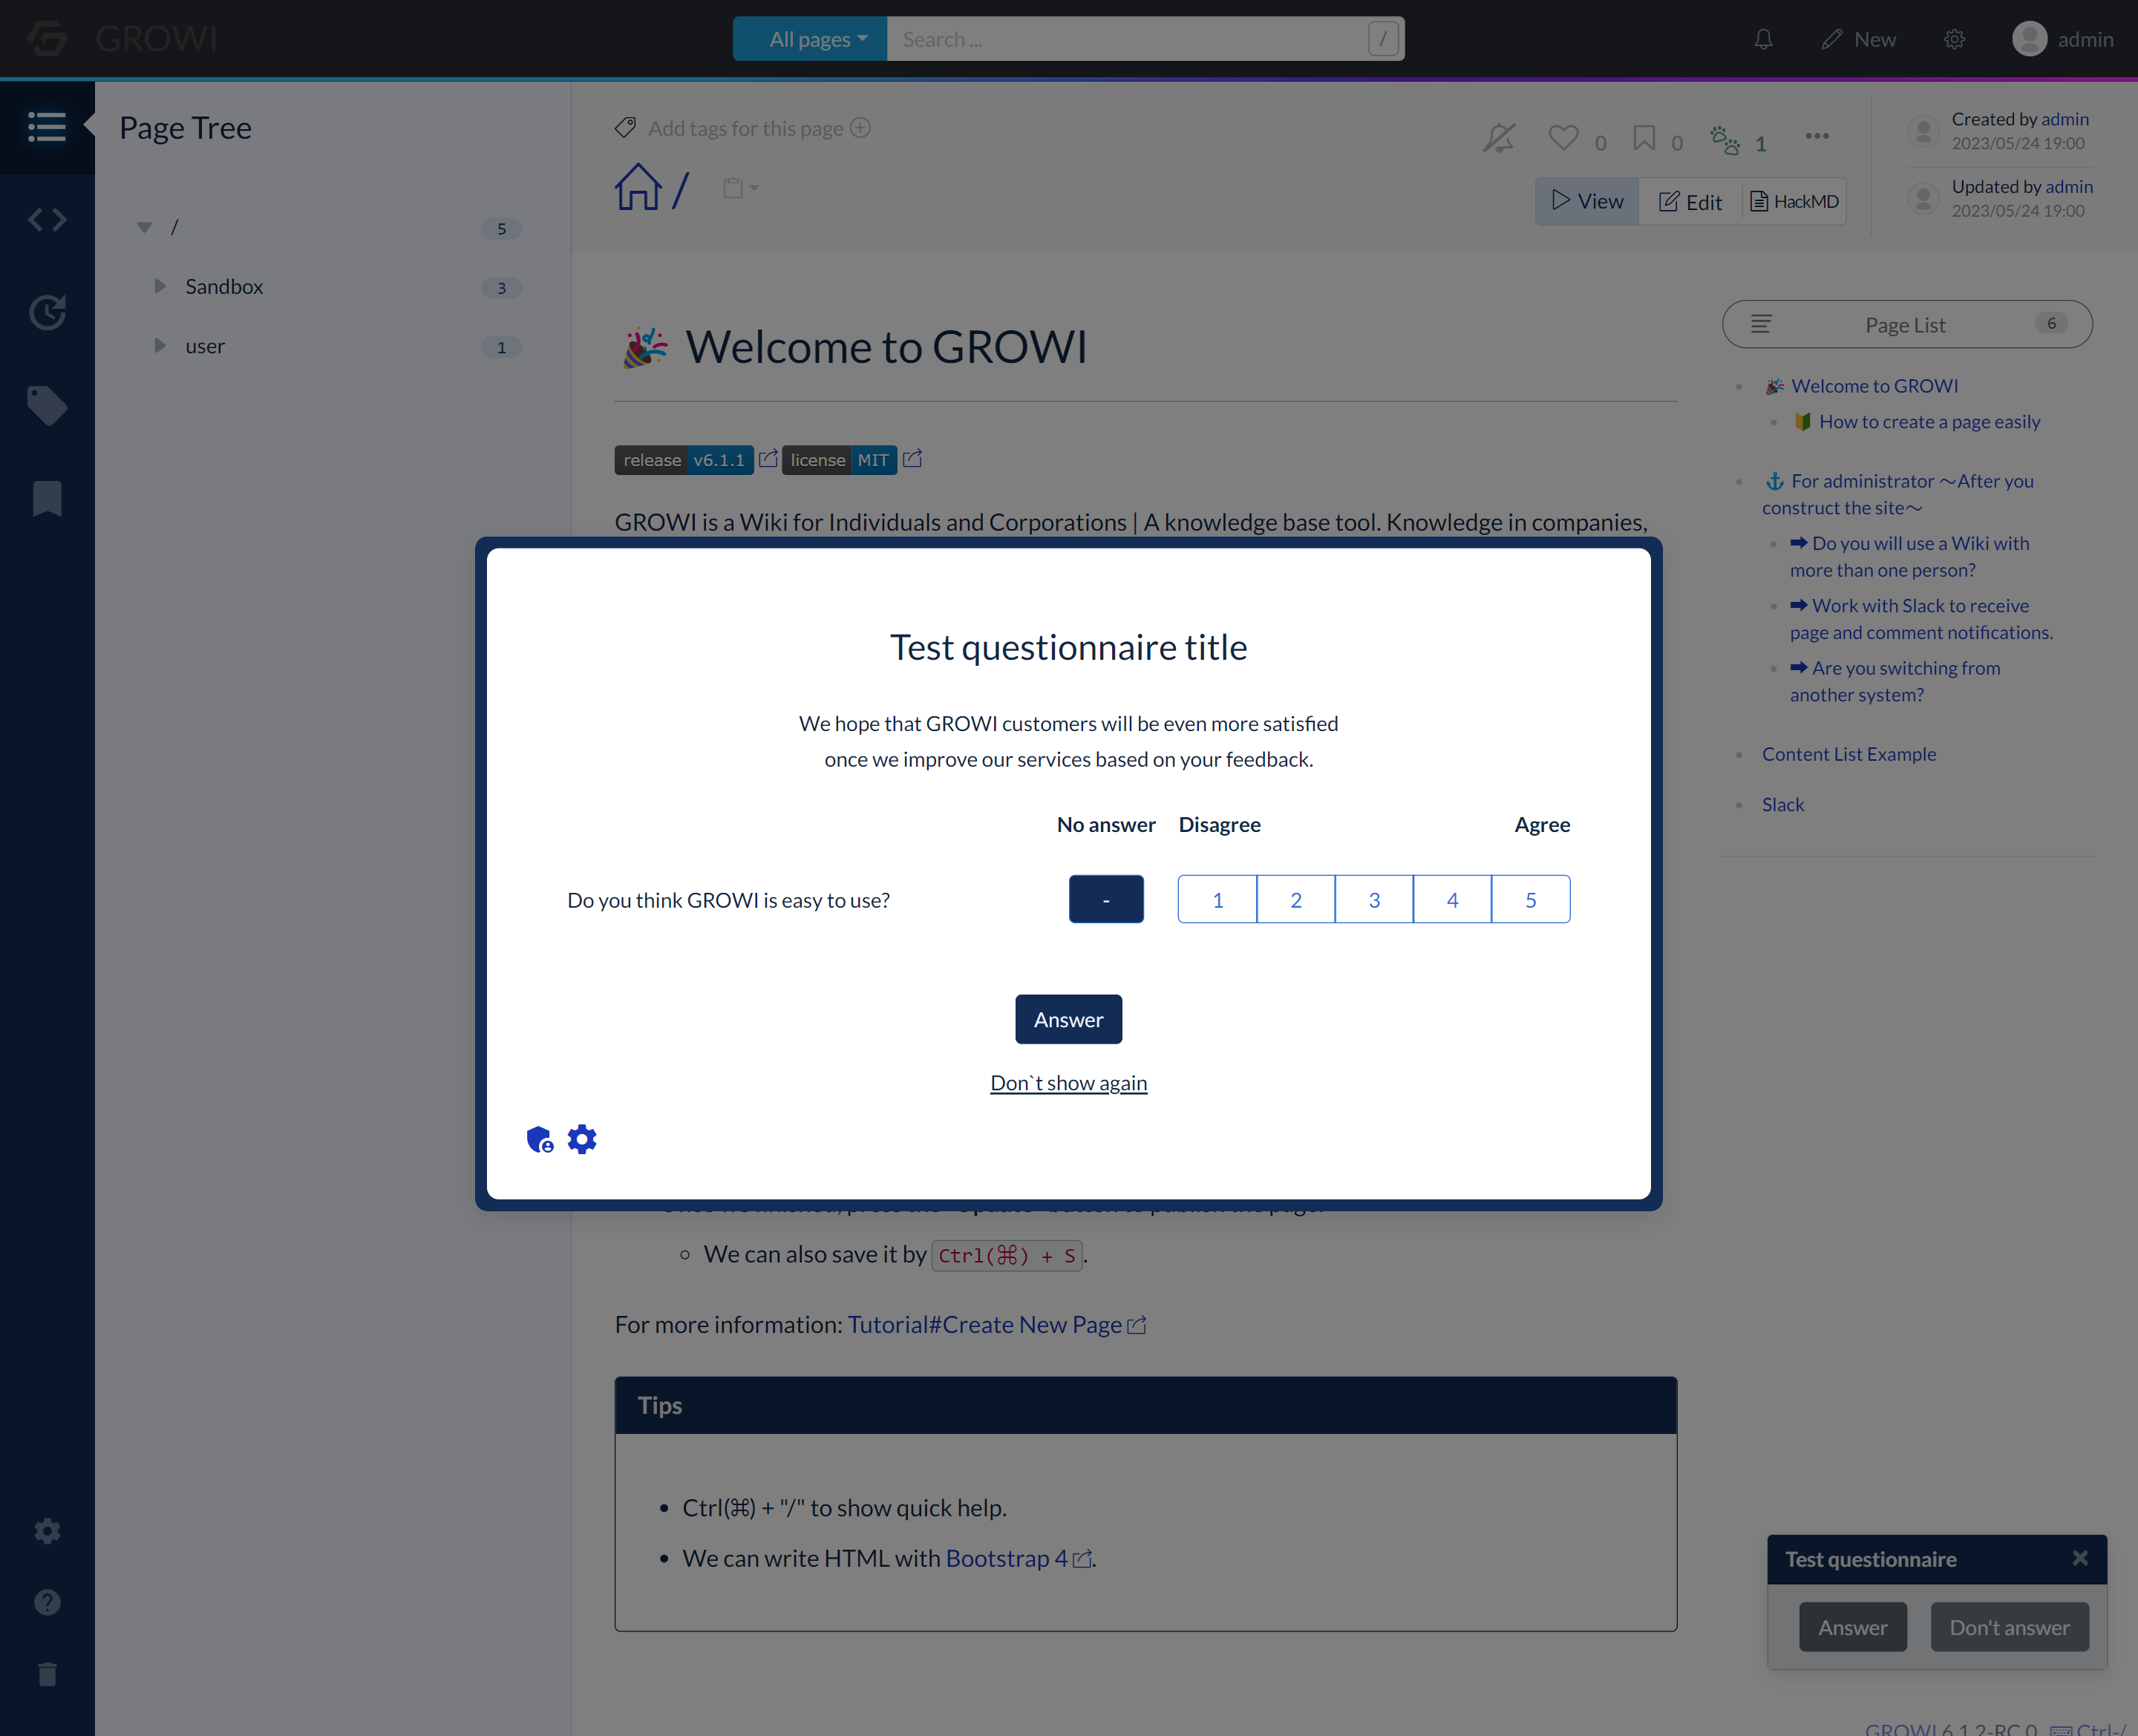 GROWI
All pages
Search ...
/
New
admin
Page Tree
/
5
Sandbox
3
user
1
Add tags for this page
/
0
0
1
View
Edit
HackMD
Created by admin
2023/05/24 19:00
Updated by admin
2023/05/24 19:00
Welcome to GROWI
release v6.1.1 license MIT
GROWI is a Wiki for Individuals and Corporations | A knowledge base tool. Knowledge in companies,
Page List
6
Welcome to GROWI
How to create a page easily
For administrator ～After you
construct the site～
Do you will use a Wiki with
more than one person?
Work with Slack to receive
page and comment notifications.
Are you switching from
another system?
Content List Example
Slack
Test questionnaire title
We hope that GROWI customers will be even more satisfied
once we improve our services based on your feedback.
No answer Disagree Agree
Do you think GROWI is easy to use? - 1 2 3 4 5
Answer
Don`t show again
We can also save it by Ctrl(⌘) + S.
For more information: Tutorial#Create New Page
Tips
Ctrl(⌘) + "/" to show quick help.
We can write HTML with Bootstrap 4.
Test questionnaire
Answer
Don't answer
GROWI 6.1.2-RC.0 Ctrl-/